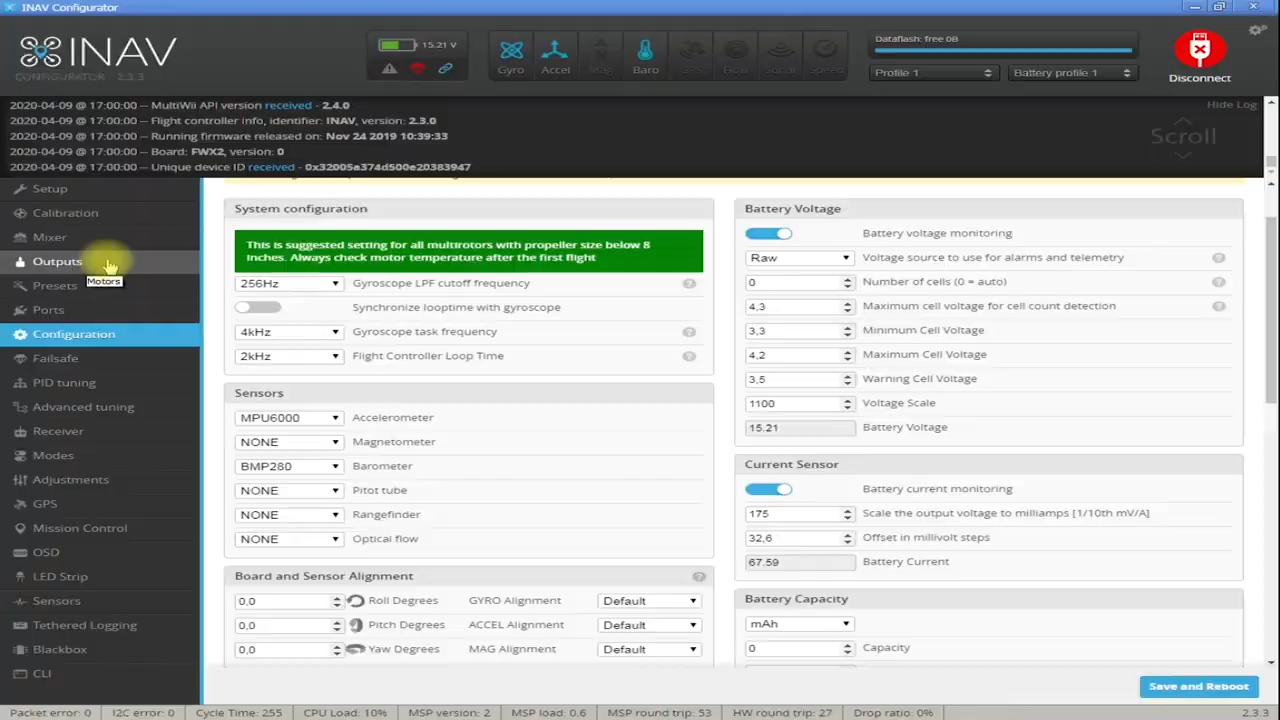 INAV Configurator
INAV
CONFIGURATOR 2.3.3
15.21 V
Gyro
Accel
Mag
Baro
GPS
Flow
Sonar
Speed
Dataflash: free 0B
Profile 1
Battery profile 1
Disconnect
2020-04-09 @ 17:00:00 -- MultiWii API version received - 2.4.0
Hide Log
2020-04-09 @ 17:00:00 -- Flight controller info, identifier: INAV, version: 2.3.0
2020-04-09 @ 17:00:00 -- Running firmware released on: Nov 24 2019 10:39:33
Scroll
2020-04-09 @ 17:00:00 -- Board: FWX2, version: 0
2020-04-09 @ 17:00:00 -- Unique device ID received - 0x32005a374d500e20383947
Setup
Calibration
Mixer
Outputs
Motors
Presets
Ports
Configuration
Failsafe
PID tuning
Advanced tuning
Receiver
Modes
Adjustments
GPS
Mission Control
OSD
LED Strip
Sensors
Tethered Logging
Blackbox
CLI
System configuration
This is suggested setting for all multirotors with propeller size below 8
inches. Always check motor temperature after the first flight
256Hz Gyroscope LPF cutoff frequency
Synchronize looptime with gyroscope
4kHz Gyroscope task frequency
2kHz Flight Controller Loop Time
Sensors
MPU6000 Accelerometer
NONE Magnetometer
BMP280 Barometer
NONE Pitot tube
NONE Rangefinder
NONE Optical flow
Board and Sensor Alignment
0,0 Roll Degrees GYRO Alignment Default
0,0 Pitch Degrees ACCEL Alignment Default
0,0 Yaw Degrees MAG Alignment Default
Battery Voltage
Battery voltage monitoring
Raw Voltage source to use for alarms and telemetry
0 Number of cells (0 = auto)
4,3 Maximum cell voltage for cell count detection
3,3 Minimum Cell Voltage
4,2 Maximum Cell Voltage
3,5 Warning Cell Voltage
1100 Voltage Scale
15.21 Battery Voltage
Current Sensor
Battery current monitoring
175 Scale the output voltage to milliamps [1/10th mV/A]
32,6 Offset in millivolt steps
67.59 Battery Current
Battery Capacity
mAh
0 Capacity
Save and Reboot
Packet error: 0
I2C error: 0
Cycle Time: 255
CPU Load: 10%
MSP version: 2
MSP load: 0.6
MSP round trip: 53
HW round trip: 27
Drop ratio: 0%
2.3.3